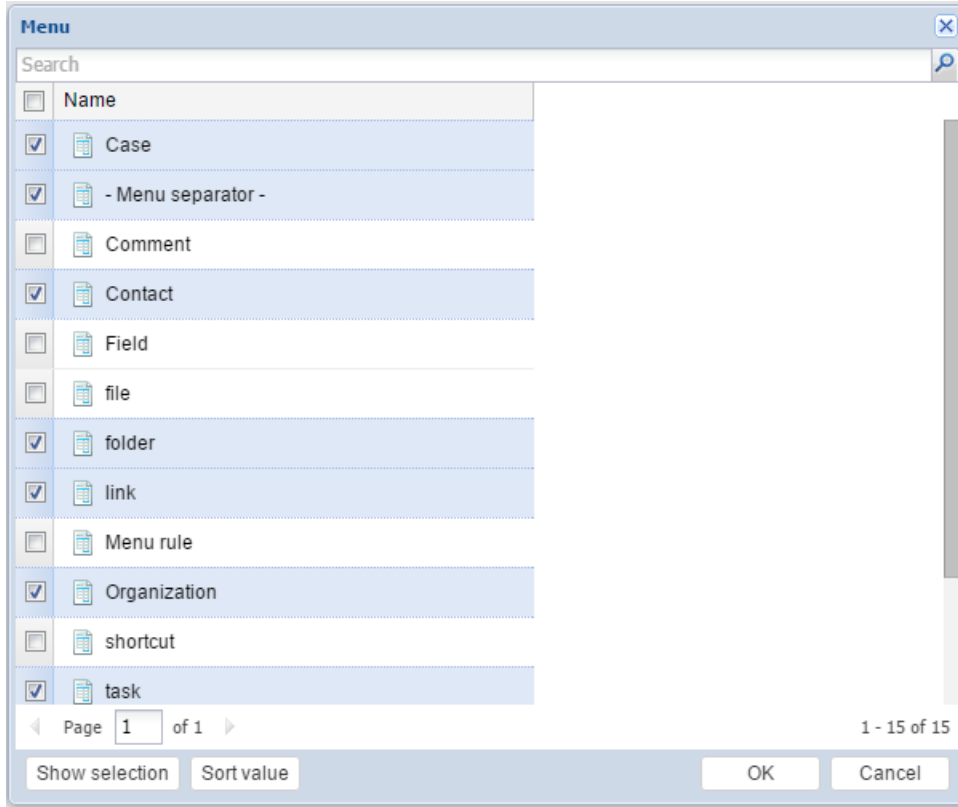 Menu
Search
Name
Case
- Menu separator -
Comment
Contact
Field
file
folder
link
Menu rule
Organization
shortcut
task
Page 1 of 1 1 - 15 of 15
Show selection Sort value OK Cancel